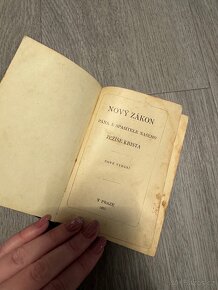 NOVÝ ZÁKON
PÁNA A SPASITELE NAŠEHO
JEŽÍŠE KRISTA
V PRAZE